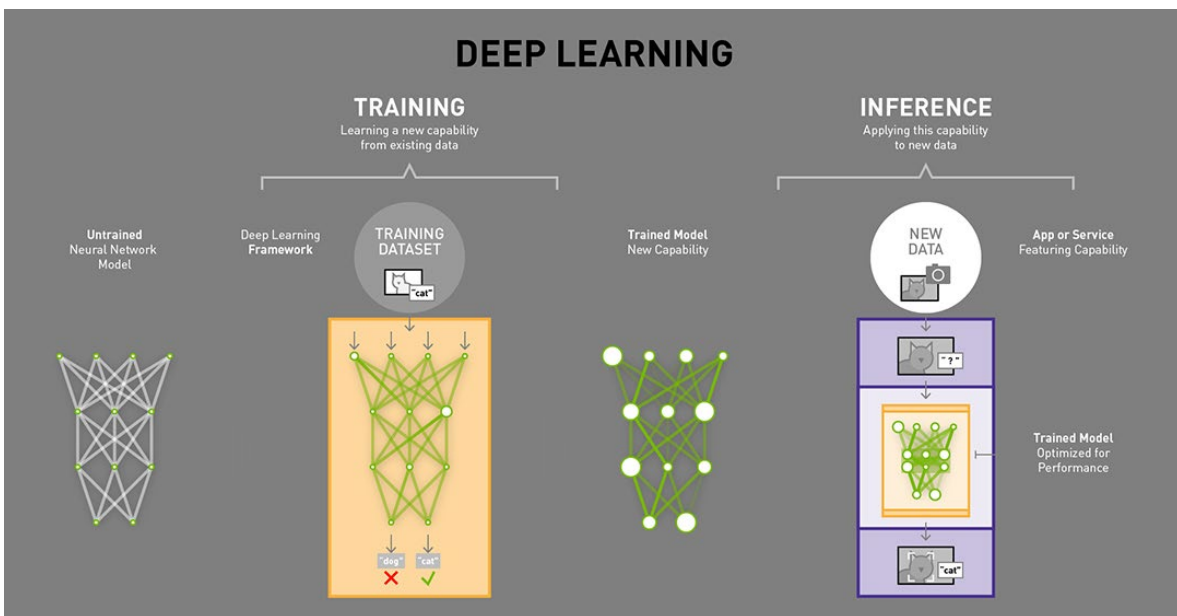 DEEP LEARNING
TRAINING
Learning a new capability
from existing data
INFERENCE
Applying this capability
to new data
Untrained
Neural Network
Model
Deep Learning
Framework
TRAINING
DATASET
"cat"
"dog"
"cat"
Trained Model
New Capability
NEW
DATA
App or Service
Featuring Capability
"?"
Trained Model
Optimized for
Performance
"cat"